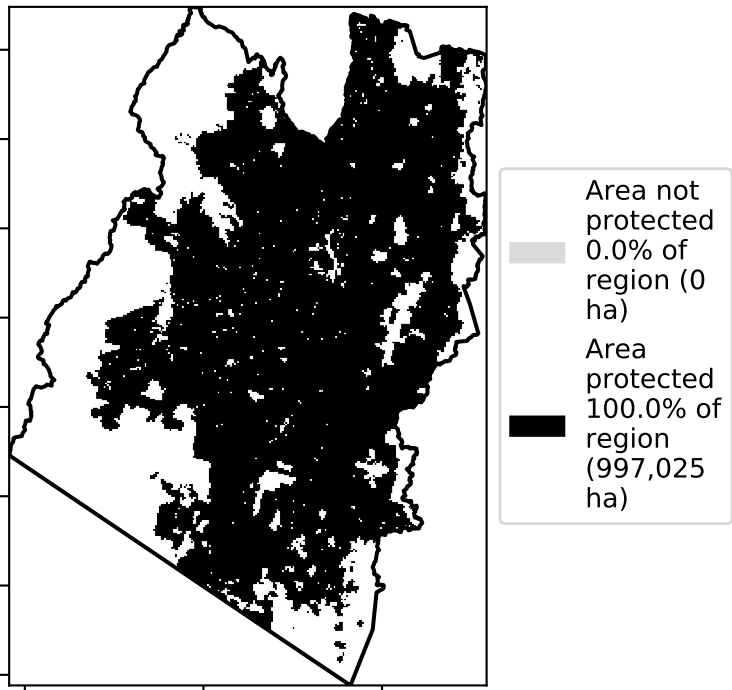 Area not
protected
0.0% of
region (0
ha)
Area
protected
100.0% of
region
(997,025
ha)